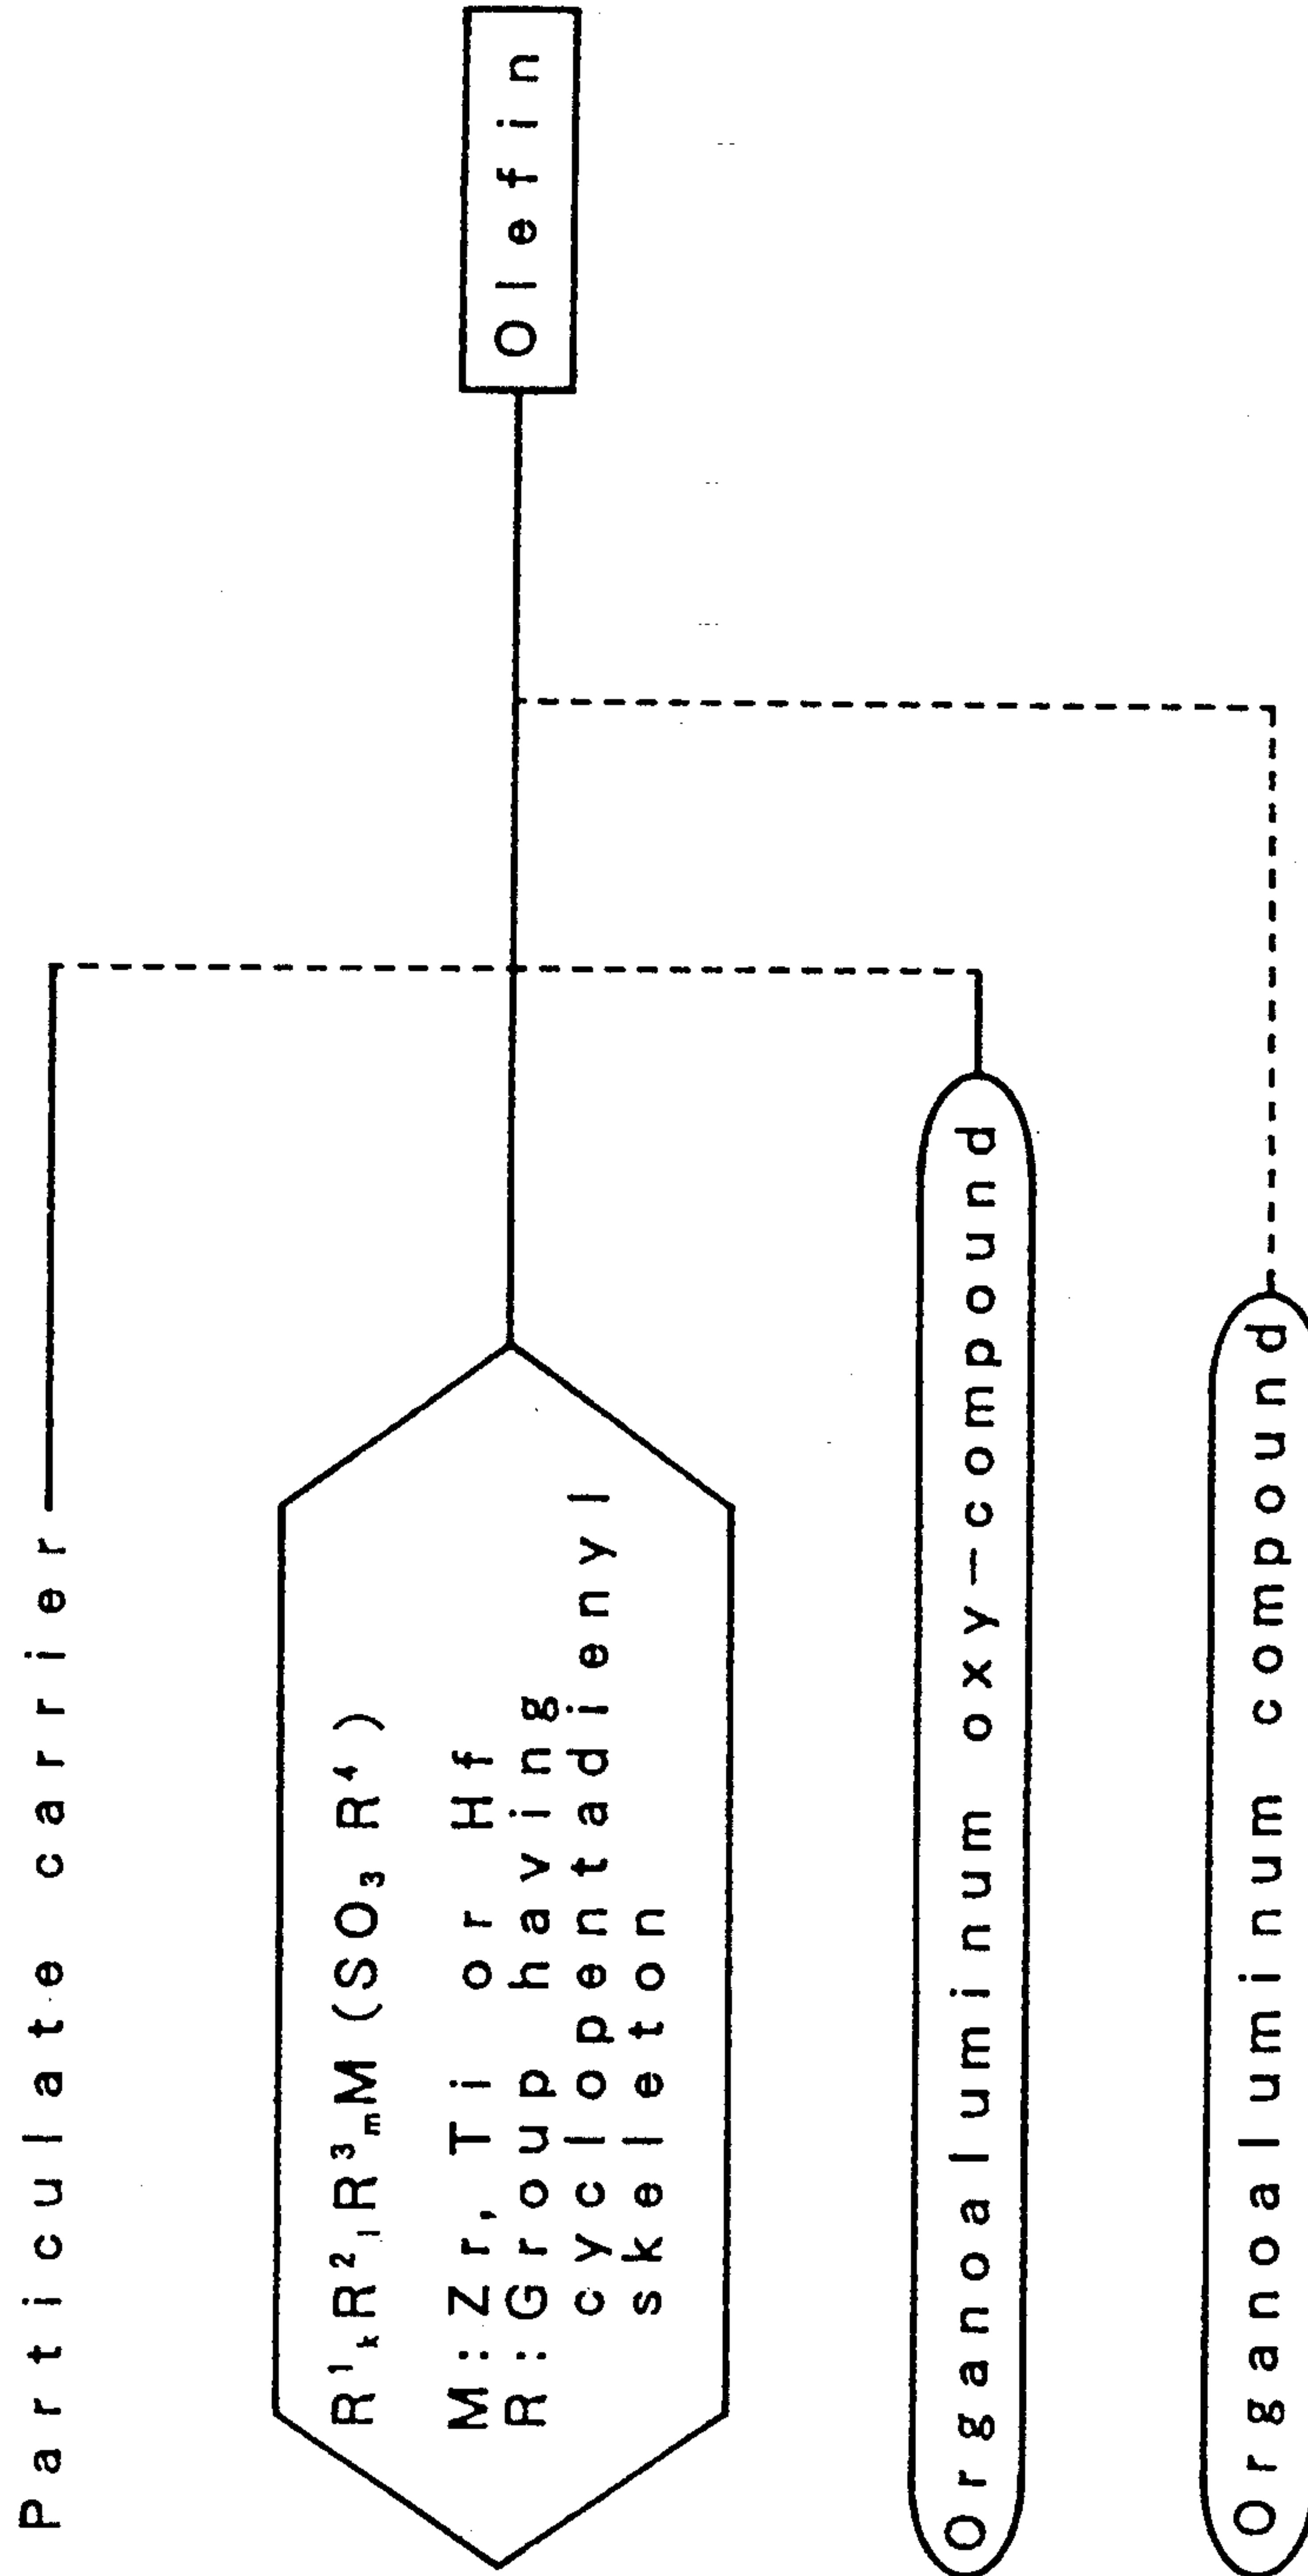 Particulate carrier
R¹ₖR²ₗR³ₘM(SO₃R⁴)
M:Zr, Ti or Hf
R:Group having
cyclopentadienyl
skeleton
Olefin
Organoaluminum oxy-compound
Organoaluminum compound